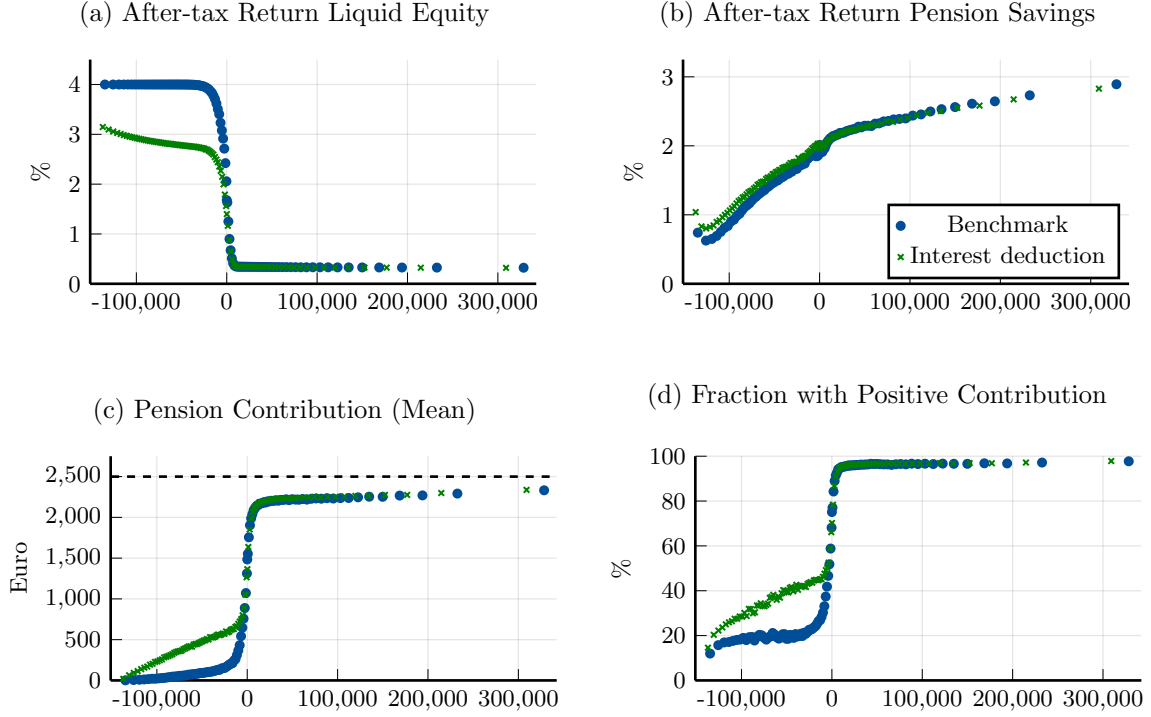 (a) After-tax Return Liquid Equity
4
3
2
1
0
%
-100,000 0 100,000 200,000 300,000
(b) After-tax Return Pension Savings
3
2
1
0
%
Benchmark
Interest deduction
-100,000 0 100,000 200,000 300,000
(c) Pension Contribution (Mean)
2,500
2,000
1,500
1,000
500
0
Euro
-100,000 0 100,000 200,000 300,000
(d) Fraction with Positive Contribution
100
80
60
40
20
0
%
-100,000 0 100,000 200,000 300,000